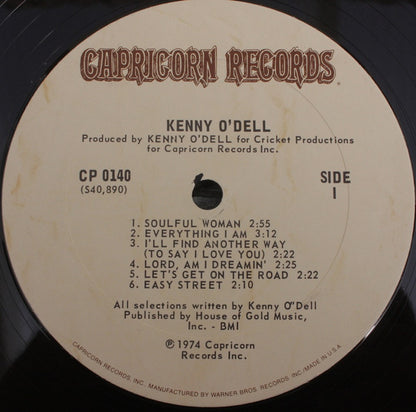 CAPRICORN RECORDS
KENNY O'DELL
Produced by KENNY O'DELL for Cricket Productions
for Capricorn Records Inc.
CP 0140
(S40,890)
SIDE
1
1. SOULFUL WOMAN 2:55
2. EVERYTHING I AM 3:12
3. I'LL FIND ANOTHER WAY
(TO SAY I LOVE YOU) 2:22
4. LORD, AM I DREAMIN' 2:25
5. LET'S GET ON THE ROAD 2:22
6. EASY STREET 2:10
All selections written by Kenny O'Dell
Published by House of Gold Music,
Inc. - BMI
℗ 1974 Capricorn
Records Inc.
CAPRICORN RECORDS, INC./MANUFACTURED BY WARNER BROS. RECORDS INC./MADE IN U.S.A.